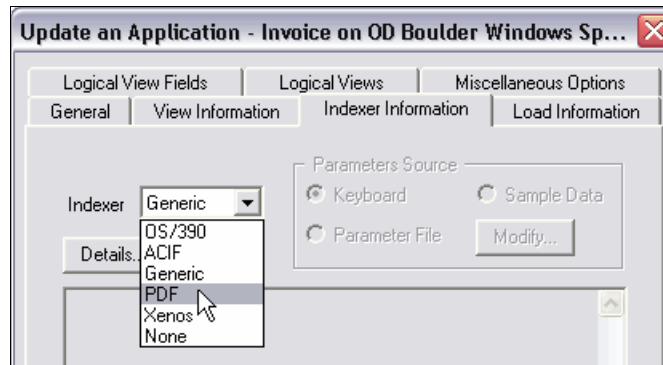 Update an Application - Invoice on OD Boulder Windows Sp...
Logical View Fields Logical Views Miscellaneous Options
General View Information Indexer Information Load Information
Parameters Source
Indexer Generic Keyboard Sample Data
OS/390
Parameter File Modify...
Details.. ACIF
Generic
PDF
Xenos
None